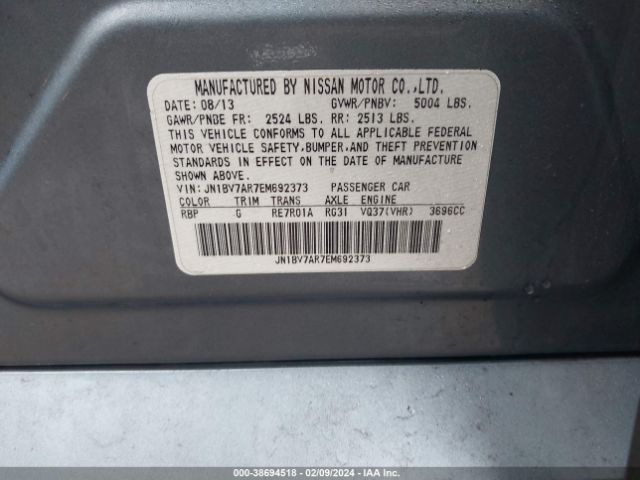 MANUFACTURED BY NISSAN MOTOR CO.,LTD.
DATE: 08/13 GVWR/PNBV: 5004 LBS.
GAWR/PNBE FR: 2524 LBS. RR: 2513 LBS.
THIS VEHICLE CONFORMS TO ALL APPLICABLE FEDERAL
MOTOR VEHICLE SAFETY,BUMPER,AND THEFT PREVENTION
STANDARDS IN EFFECT ON THE DATE OF MANUFACTURE
SHOWN ABOVE.
VIN: JN1BV7AR7EM692373 PASSENGER CAR
COLOR TRIM TRANS AXLE ENGINE
RBP G RE7R01A RG31 VQ37(VHR) 3696CC
JN1BV7AR7EM692373
000-38694518 - 02/09/2024 - IAAI.com